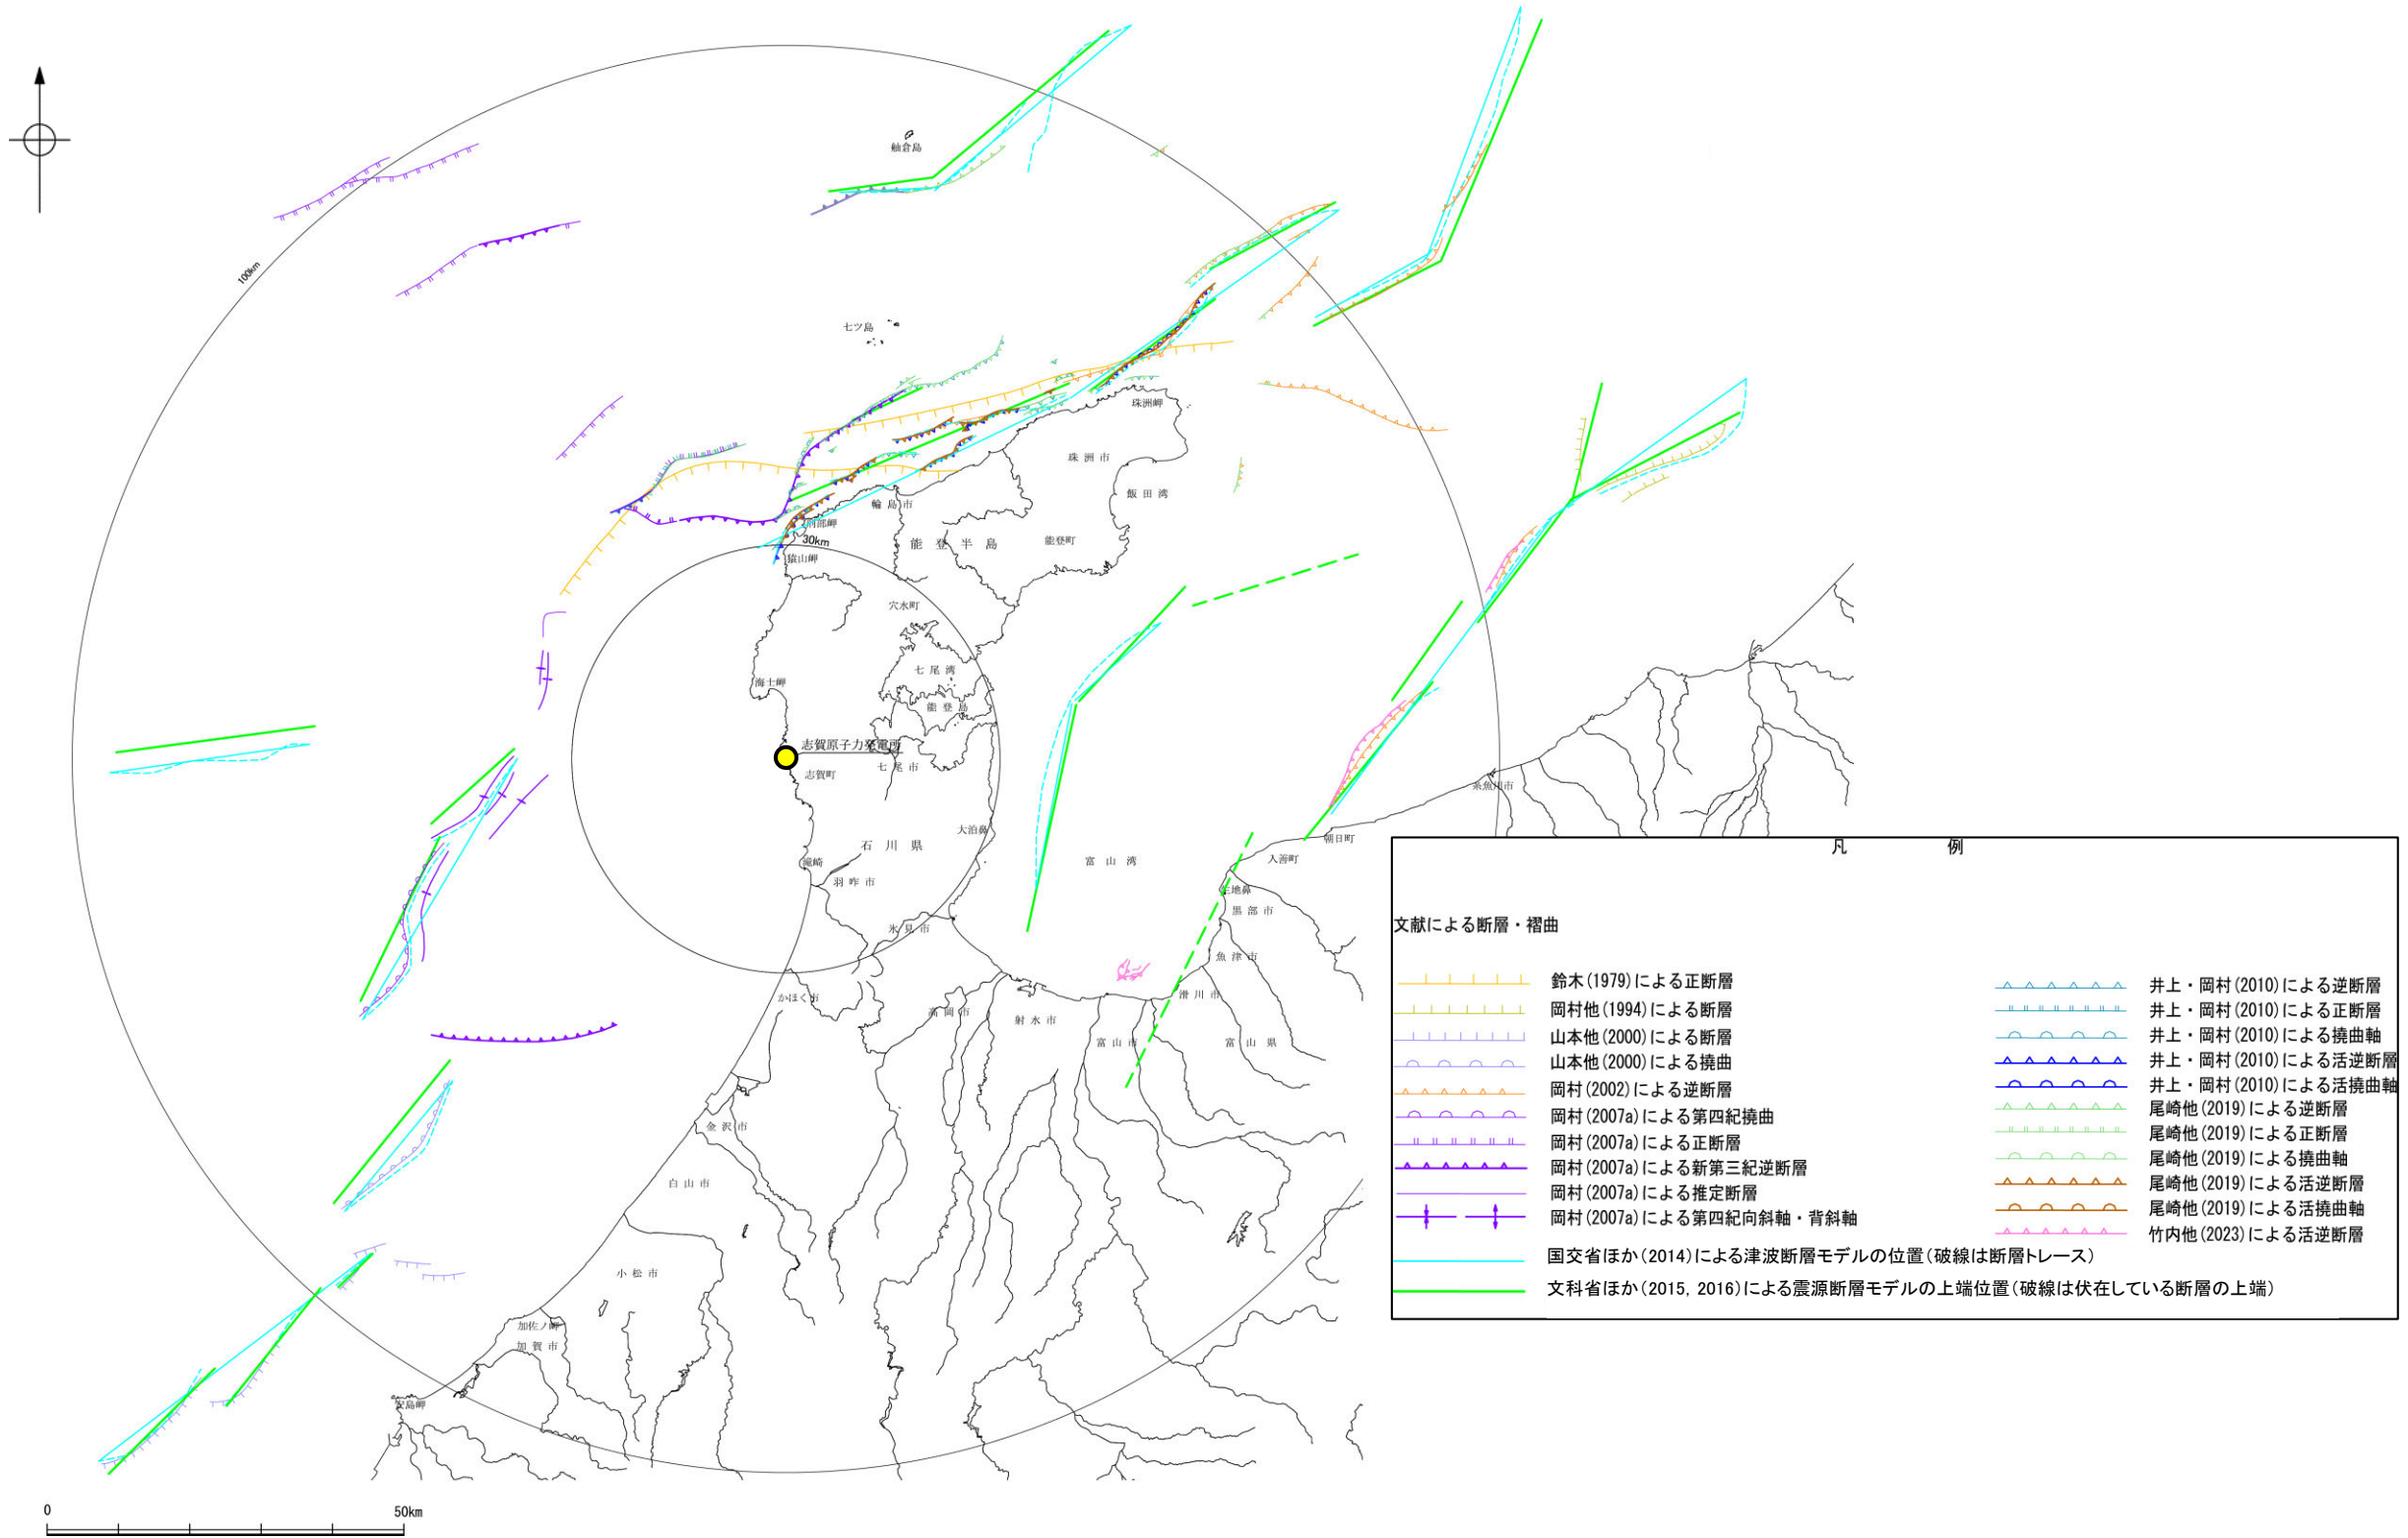 舳倉島
100km
七ツ島
珠洲岬
珠洲市
飯田湾
輪島市
能登半島
能登町
30km
猿山岬
穴水町
七尾湾
海士岬
能登島
志賀原子力発電所
志賀町
七尾市
糸魚川市
大泊鼻
朝日町
石川県
入善町
滝崎
富山湾
羽咋市
生地鼻
黒部市
氷見市
魚津市
かほく市
滑川市
高岡市
射水市
富山市
富山県
金沢市
白山市
小松市
加佐ノ岬
加賀市
安島岬
0
50km
凡 例
文献による断層・褶曲
鈴木(1979)による正断層
岡村他(1994)による断層
山本他(2000)による断層
山本他(2000)による撓曲
岡村(2002)による逆断層
岡村(2007a)による第四紀撓曲
岡村(2007a)による正断層
岡村(2007a)による新第三紀逆断層
岡村(2007a)による推定断層
岡村(2007a)による第四紀向斜軸・背斜軸
井上・岡村(2010)による逆断層
井上・岡村(2010)による正断層
井上・岡村(2010)による撓曲軸
井上・岡村(2010)による活逆断層
井上・岡村(2010)による活撓曲軸
尾崎他(2019)による逆断層
尾崎他(2019)による正断層
尾崎他(2019)による撓曲軸
尾崎他(2019)による活逆断層
尾崎他(2019)による活撓曲軸
竹内他(2023)による活逆断層
国交省ほか(2014)による津波断層モデルの位置(破線は断層トレース)
文科省ほか(2015, 2016)による震源断層モデルの上端位置(破線は伏在している断層の上端)